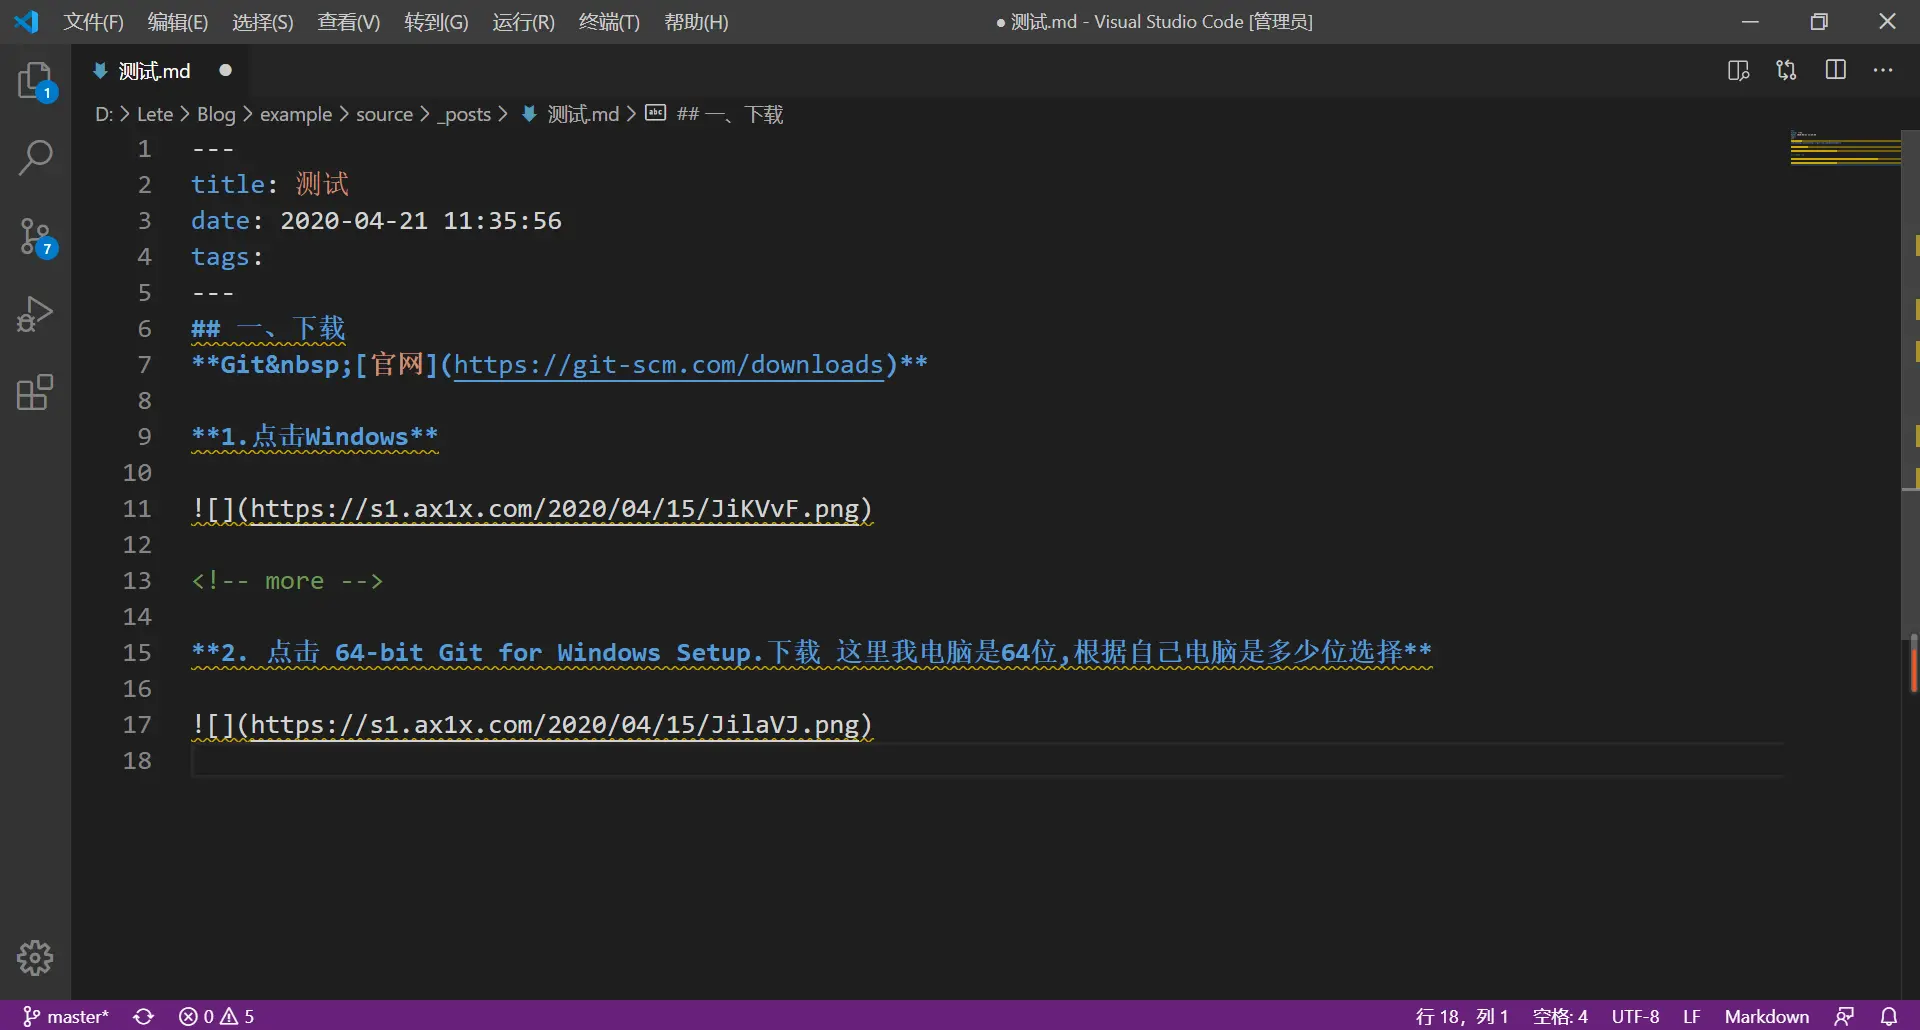 文件(F) 编辑(E) 选择(S) 查看(V) 转到(G) 运行(R) 终端(T) 帮助(H) ● 测试.md - Visual Studio Code [管理员]
测试.md
D: > Lete > Blog > example > source > _posts > 测试.md > ## 一、下载
1 ---
2 title: 测试
3 date: 2020-04-21 11:35:56
4 tags:
5 ---
6 ## 一、下载
7 **Git&nbsp;[官网](https://git-scm.com/downloads)**
8
9 **1.点击Windows**
10
11 ![](https://s1.ax1x.com/2020/04/15/JiKVvF.png)
12
13 <!-- more -->
14
15 **2. 点击 64-bit Git for Windows Setup.下载 这里我电脑是64位,根据自己电脑是多少位选择**
16
17 ![](https://s1.ax1x.com/2020/04/15/JilaVJ.png)
18
1
7
master* 0 5 行 18，列 1 空格: 4 UTF-8 LF Markdown